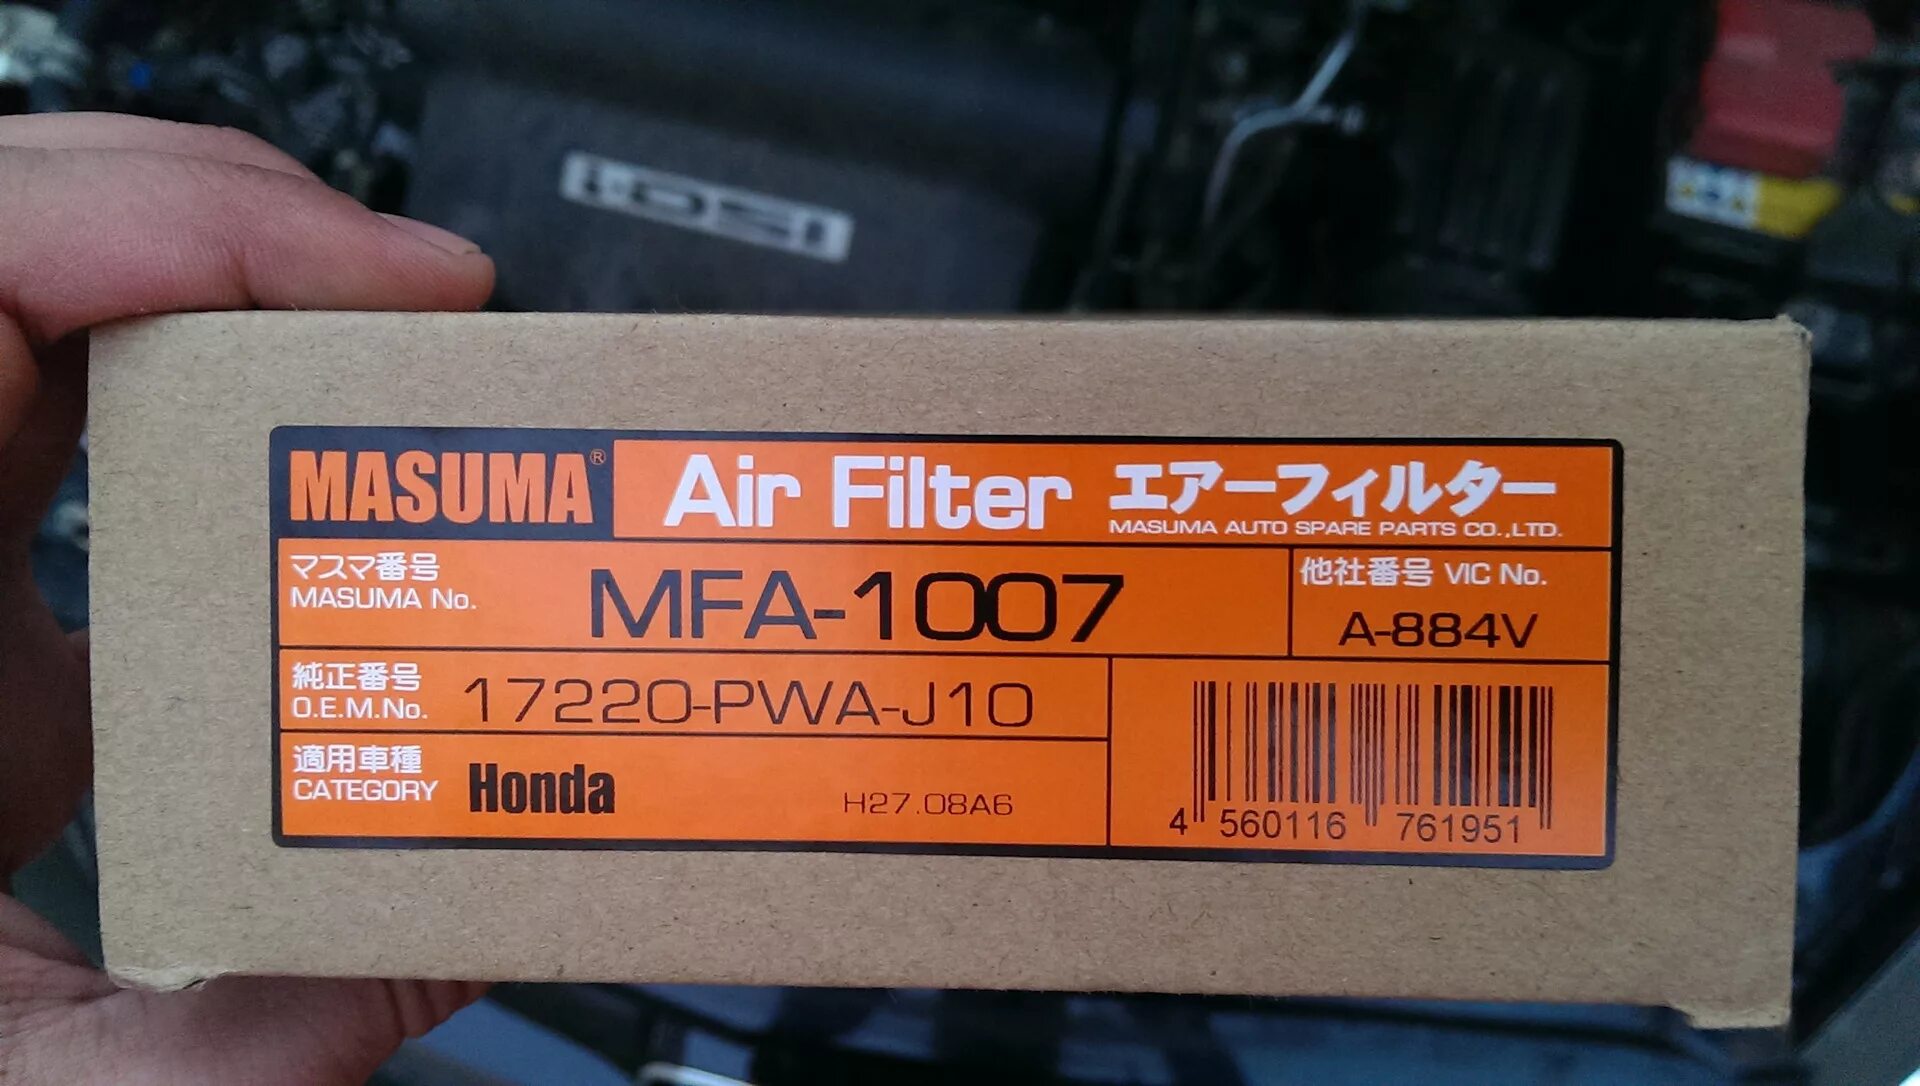 i-DSI
MASUMA® Air Filter エアーフィルター
MASUMA AUTO SPARE PARTS CO.,LTD.
マスマ番号
MASUMA No. MFA-1007
他社番号 VIC No.
A-884V
純正番号
O.E.M.No. 17220-PWA-J10
適用車種
CATEGORY Honda H27.08A6
4 560116 761951